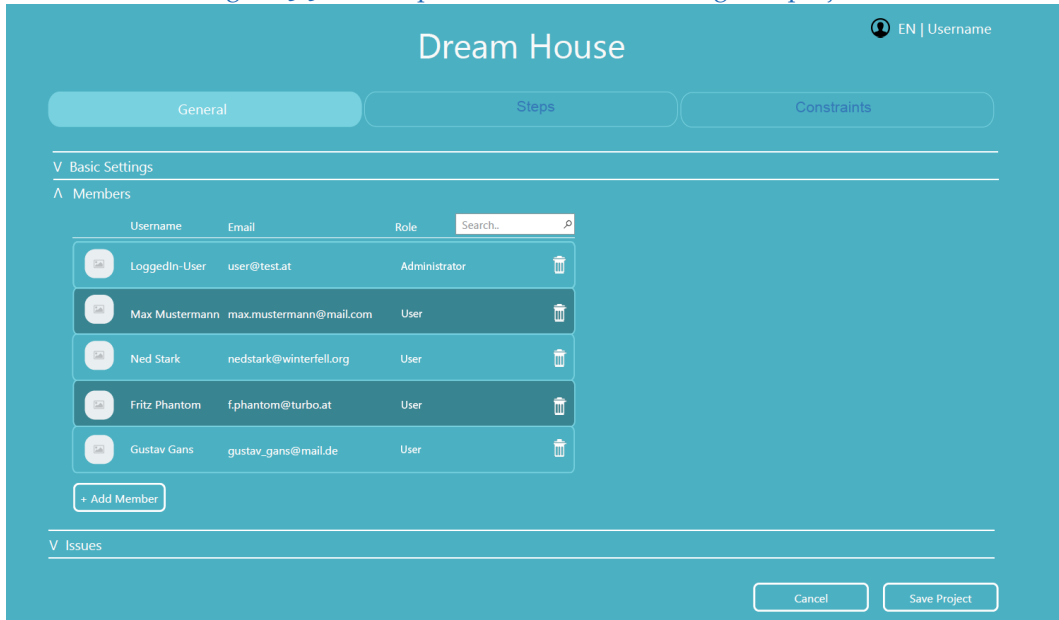 Dream House
EN | Username
General
Steps
Constraints
V Basic Settings
Λ Members
Username Email Role Search..
LoggedIn-User user@test.at Administrator
Max Mustermann max.mustermann@mail.com User
Ned Stark nedstark@winterfell.org User
Fritz Phantom f.phantom@turbo.at User
Gustav Gans gustav_gans@mail.de User
+ Add Member
V Issues
Cancel
Save Project